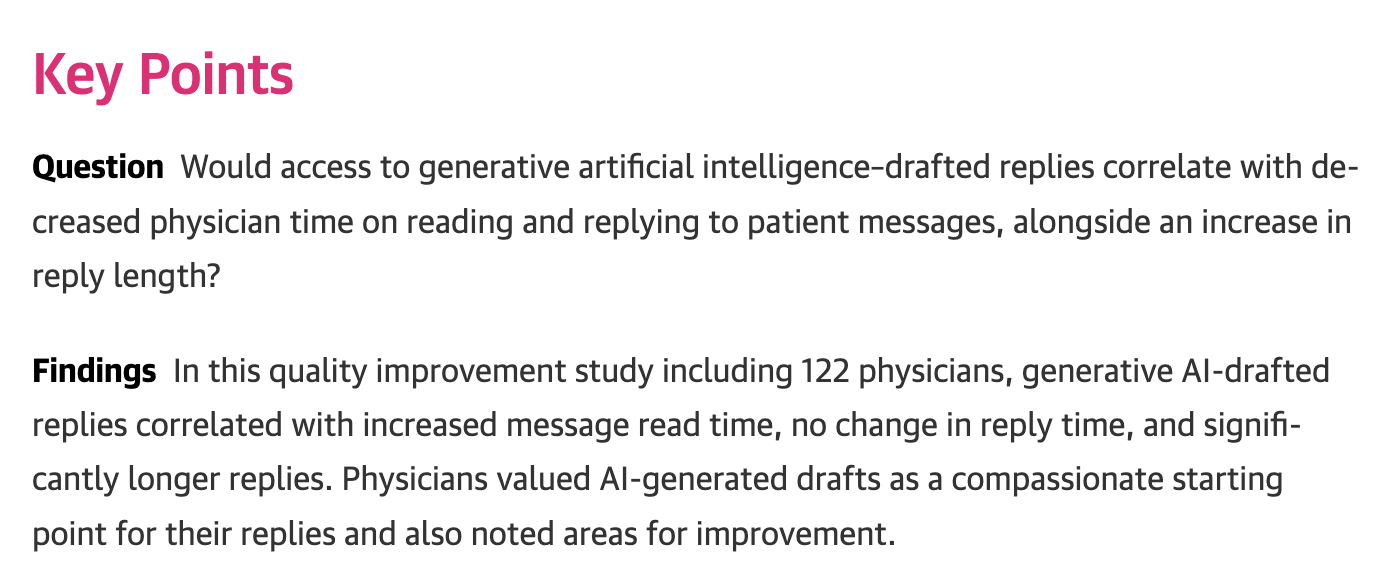 Key Points
Question Would access to generative artificial intelligence–drafted replies correlate with de-
creased physician time on reading and replying to patient messages, alongside an increase in
reply length?
Findings In this quality improvement study including 122 physicians, generative AI-drafted
replies correlated with increased message read time, no change in reply time, and signifi-
cantly longer replies. Physicians valued AI-generated drafts as a compassionate starting
point for their replies and also noted areas for improvement.